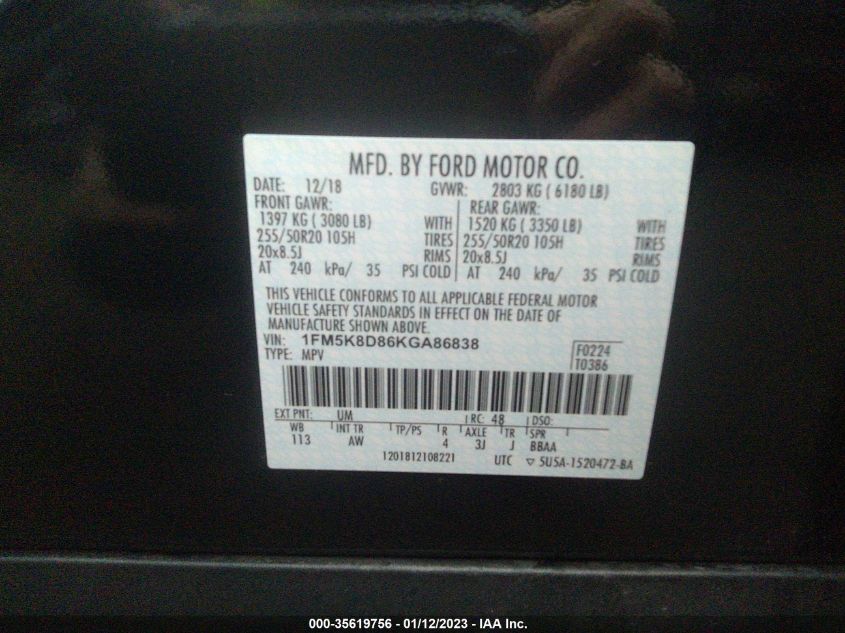 MFD. BY FORD MOTOR CO.
DATE: 12/18 GVWR: 2803 KG ( 6180 LB)
FRONT GAWR: REAR GAWR:
1397 KG ( 3080 LB) WITH 1520 KG ( 3350 LB) WITH
255/50R20 105H TIRES 255/50R20 105H TIRES
20x8.5J RIMS 20x8.5J RIMS
AT 240 kPa/ 35 PSI COLD AT 240 kPa/ 35 PSI COLD
THIS VEHICLE CONFORMS TO ALL APPLICABLE FEDERAL MOTOR
VEHICLE SAFETY STANDARDS IN EFFECT ON THE DATE OF
MANUFACTURE SHOWN ABOVE.
VIN: 1FM5K8D86KGA86838 F0224
TYPE: MPV T0386
EXT PNT: UM RC: 48 DSO:
WB INT TR TP/PS R AXLE TR SPR
113 AW 4 3J J BBAA
1201812108221 UTC ▽ 5U5A-1520472-BA
000-35619756 - 01/12/2023 - IAA Inc.